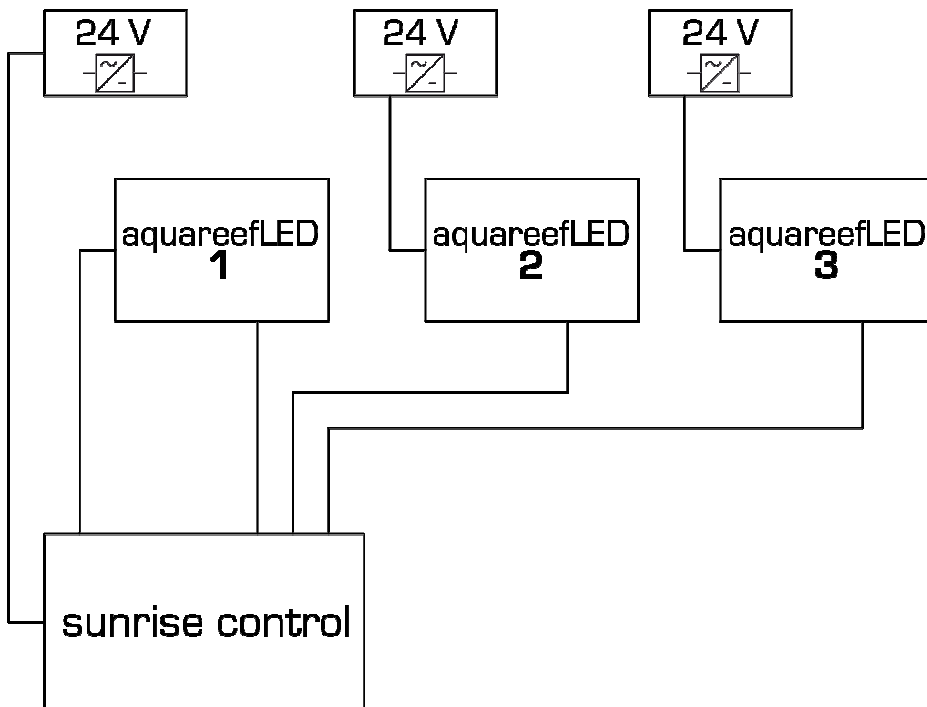 24 V
24 V
24 V
~
-
~
-
~
-
aquareefLED
1
aquareefLED
2
aquareefLED
3
sunrise control